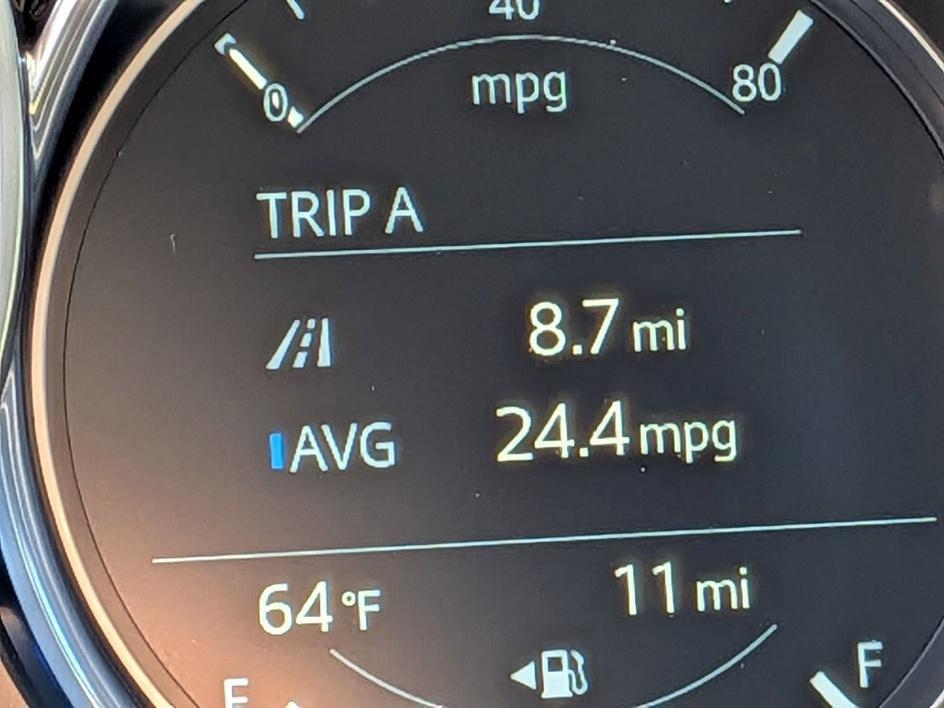 40
mpg
0
80
TRIP A
8.7 mi
AVG 24.4 mpg
64 °F 11 mi
E F